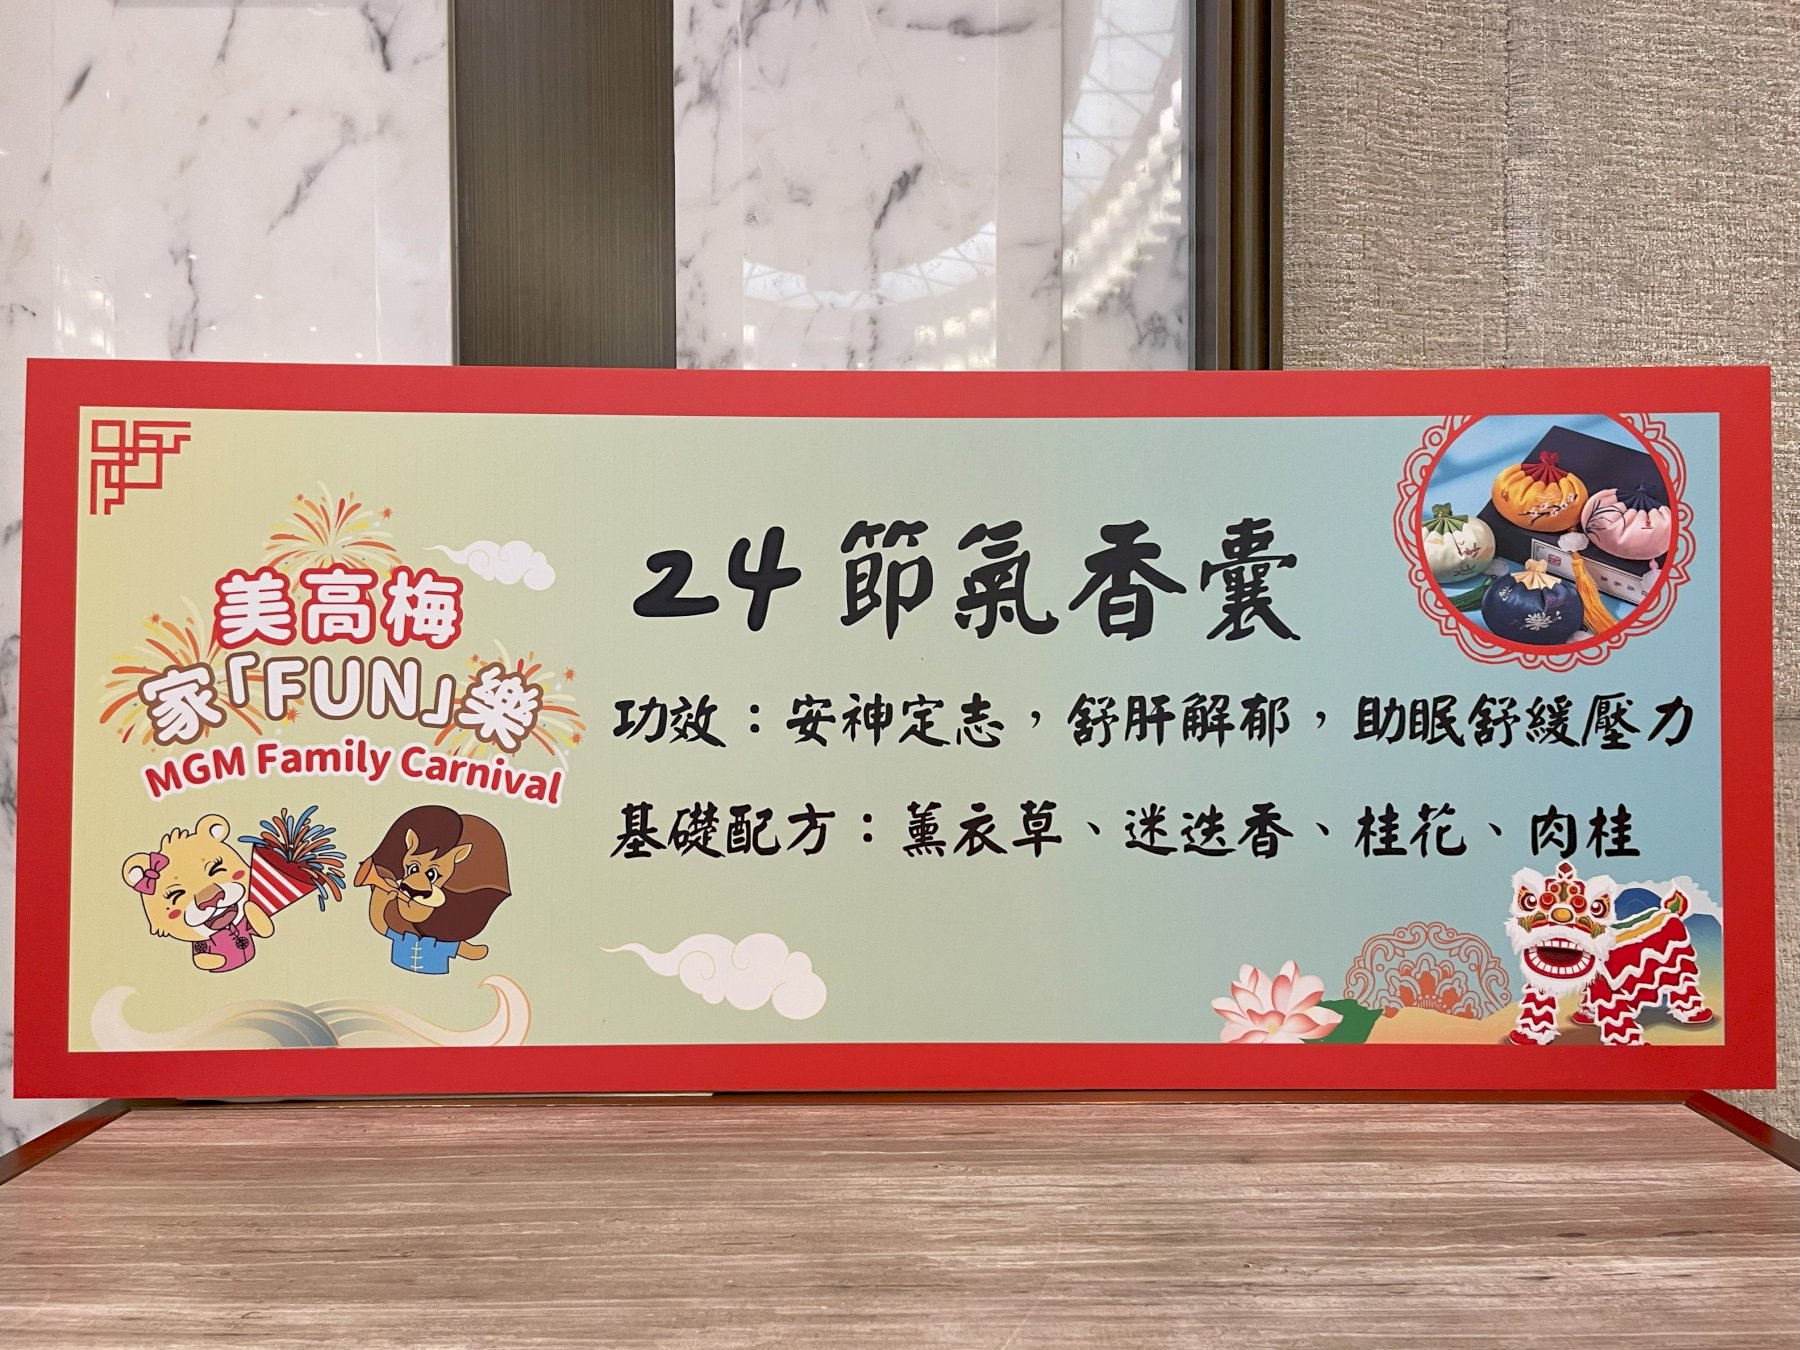 美高梅
家「FUN」樂
MGM Family Carnival
24節氣香囊
功效：安神定志，舒肝解郁，助眠舒緩壓力
基礎配方：薰衣草、迷迭香、桂花、肉桂